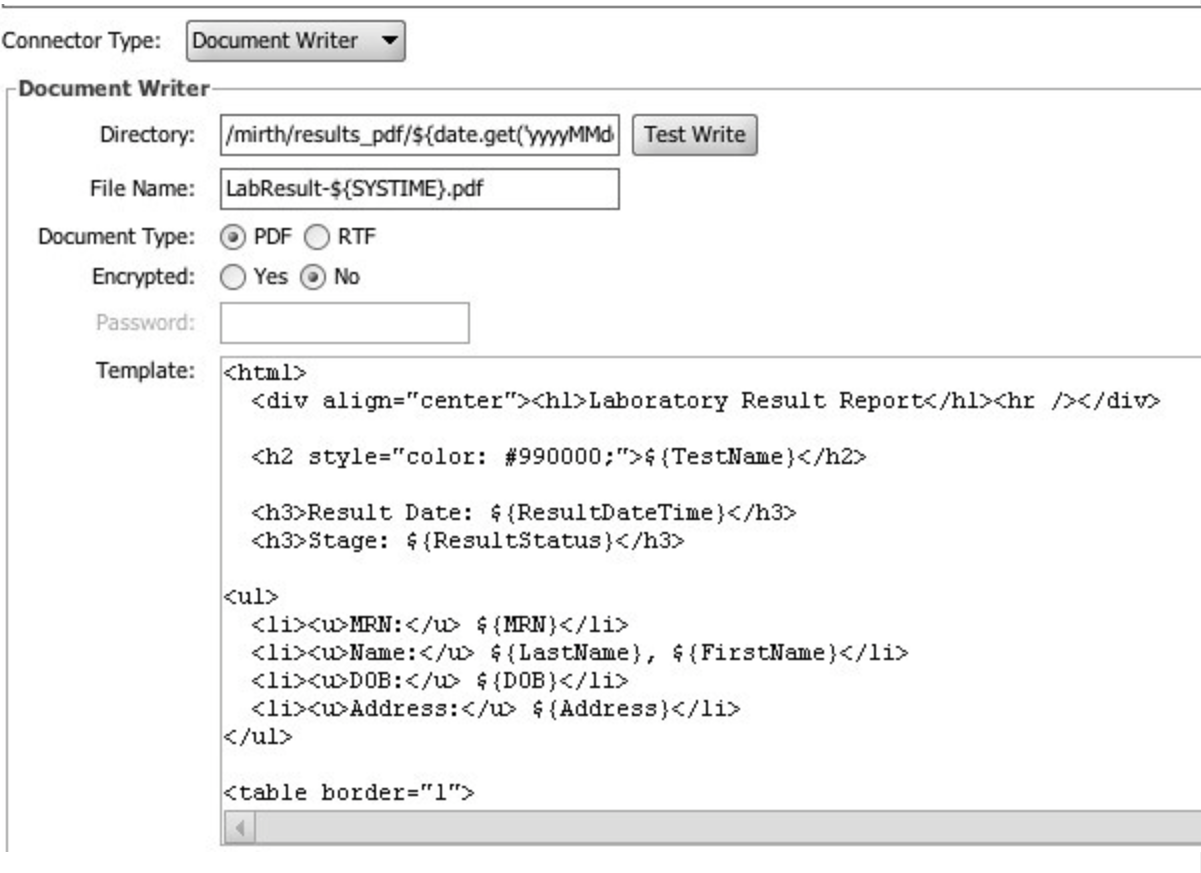 Connector Type: Document Writer
Document Writer
Directory: /mirth/results_pdf/${date.get('yyyyMMd Test Write
File Name: LabResult-${SYSTIME}.pdf
Document Type: PDF RTF
Encrypted: Yes No
Password:
Template: <html>
<div align="center"><h1>Laboratory Result Report</h1><hr /></div>
<h2 style="color: #990000;">${TestName}</h2>
<h3>Result Date: ${ResultDateTime}</h3>
<h3>Stage: ${ResultStatus}</h3>
<ul>
<li><u>MRN:</u> ${MRN}</li>
<li><u>Name:</u> ${LastName}, ${FirstName}</li>
<li><u>DOB:</u> ${DOB}</li>
<li><u>Address:</u> ${Address}</li>
</ul>
<table border="1">